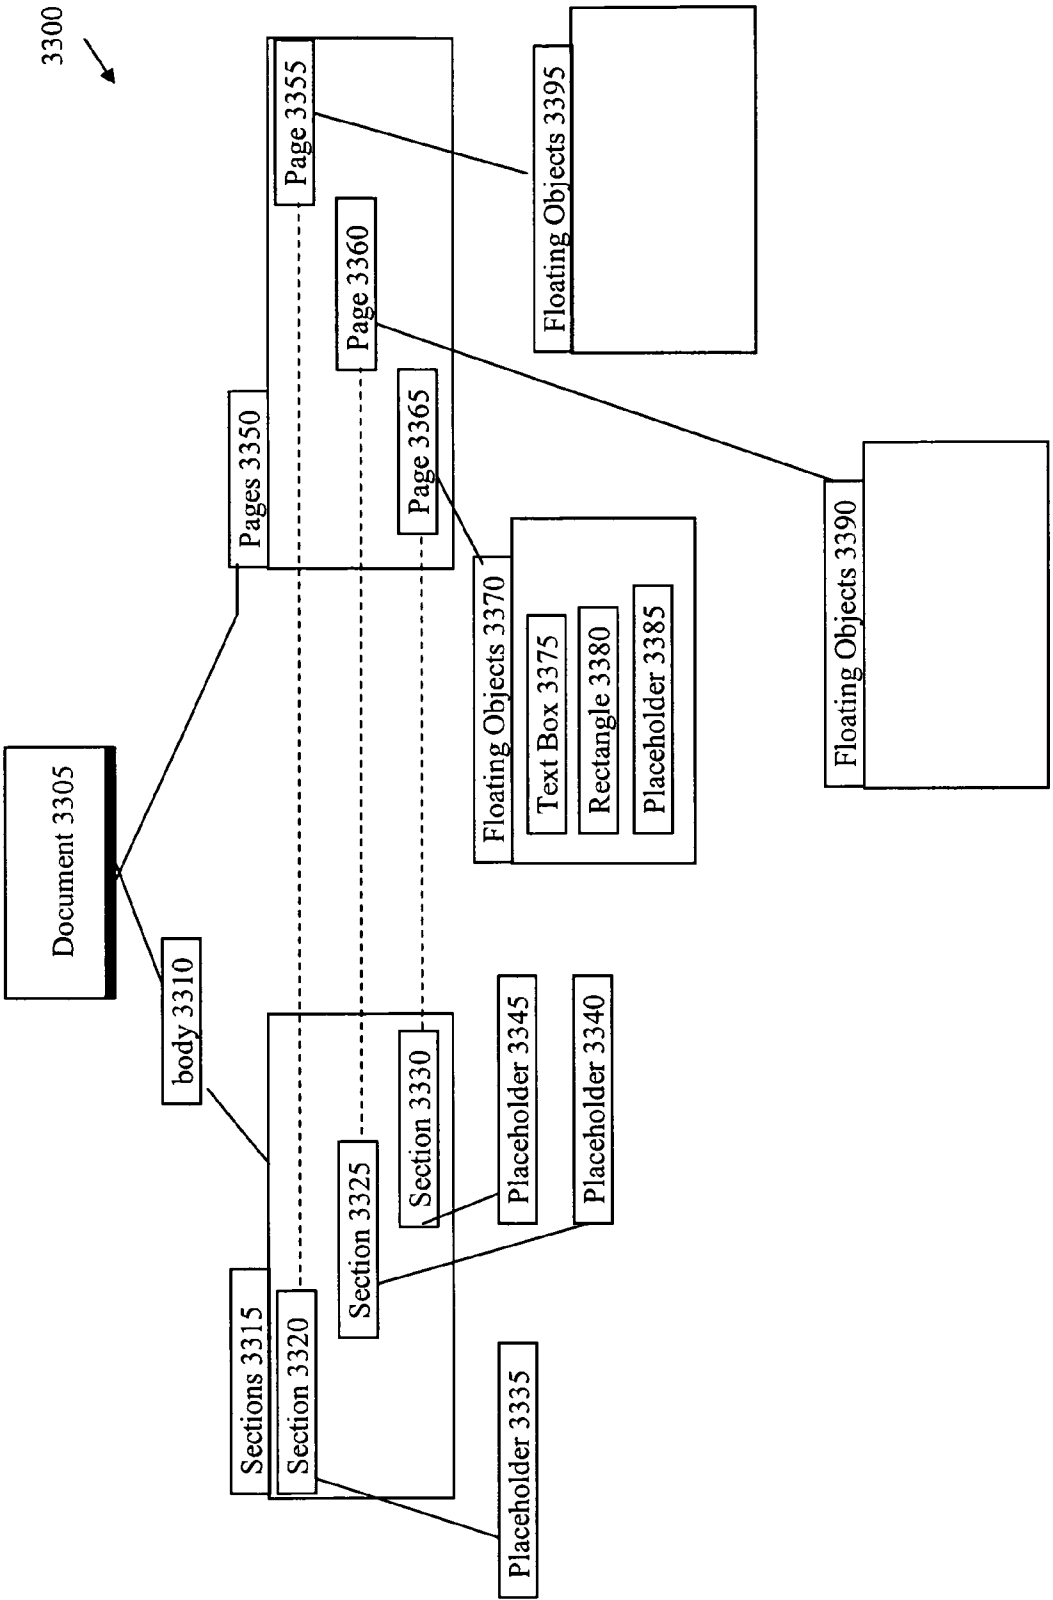 3300
Document 3305
body 3310
Sections 3315
Section 3320
Section 3325
Section 3330
Placeholder 3335
Placeholder 3345
Placeholder 3340
Pages 3350
Page 3355
Page 3360
Page 3365
Floating Objects 3370
Text Box 3375
Rectangle 3380
Placeholder 3385
Floating Objects 3395
Floating Objects 3390